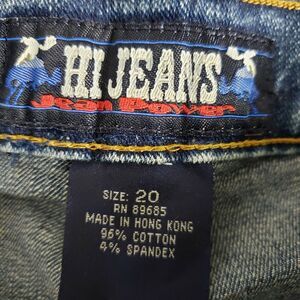 HI JEANS
Jean Power
SIZE: 20
RN 89685
MADE IN HONG KONG
96% COTTON
4% SPANDEX